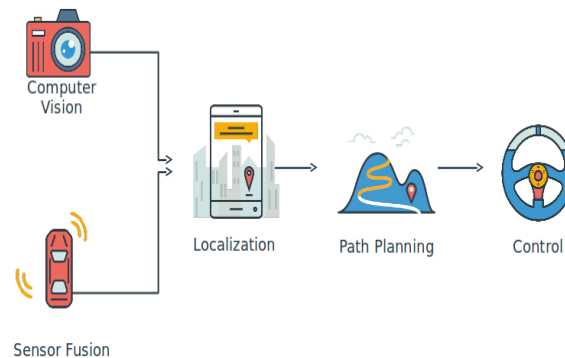 Computer
Vision
Localization
Path Planning
Control
Sensor Fusion